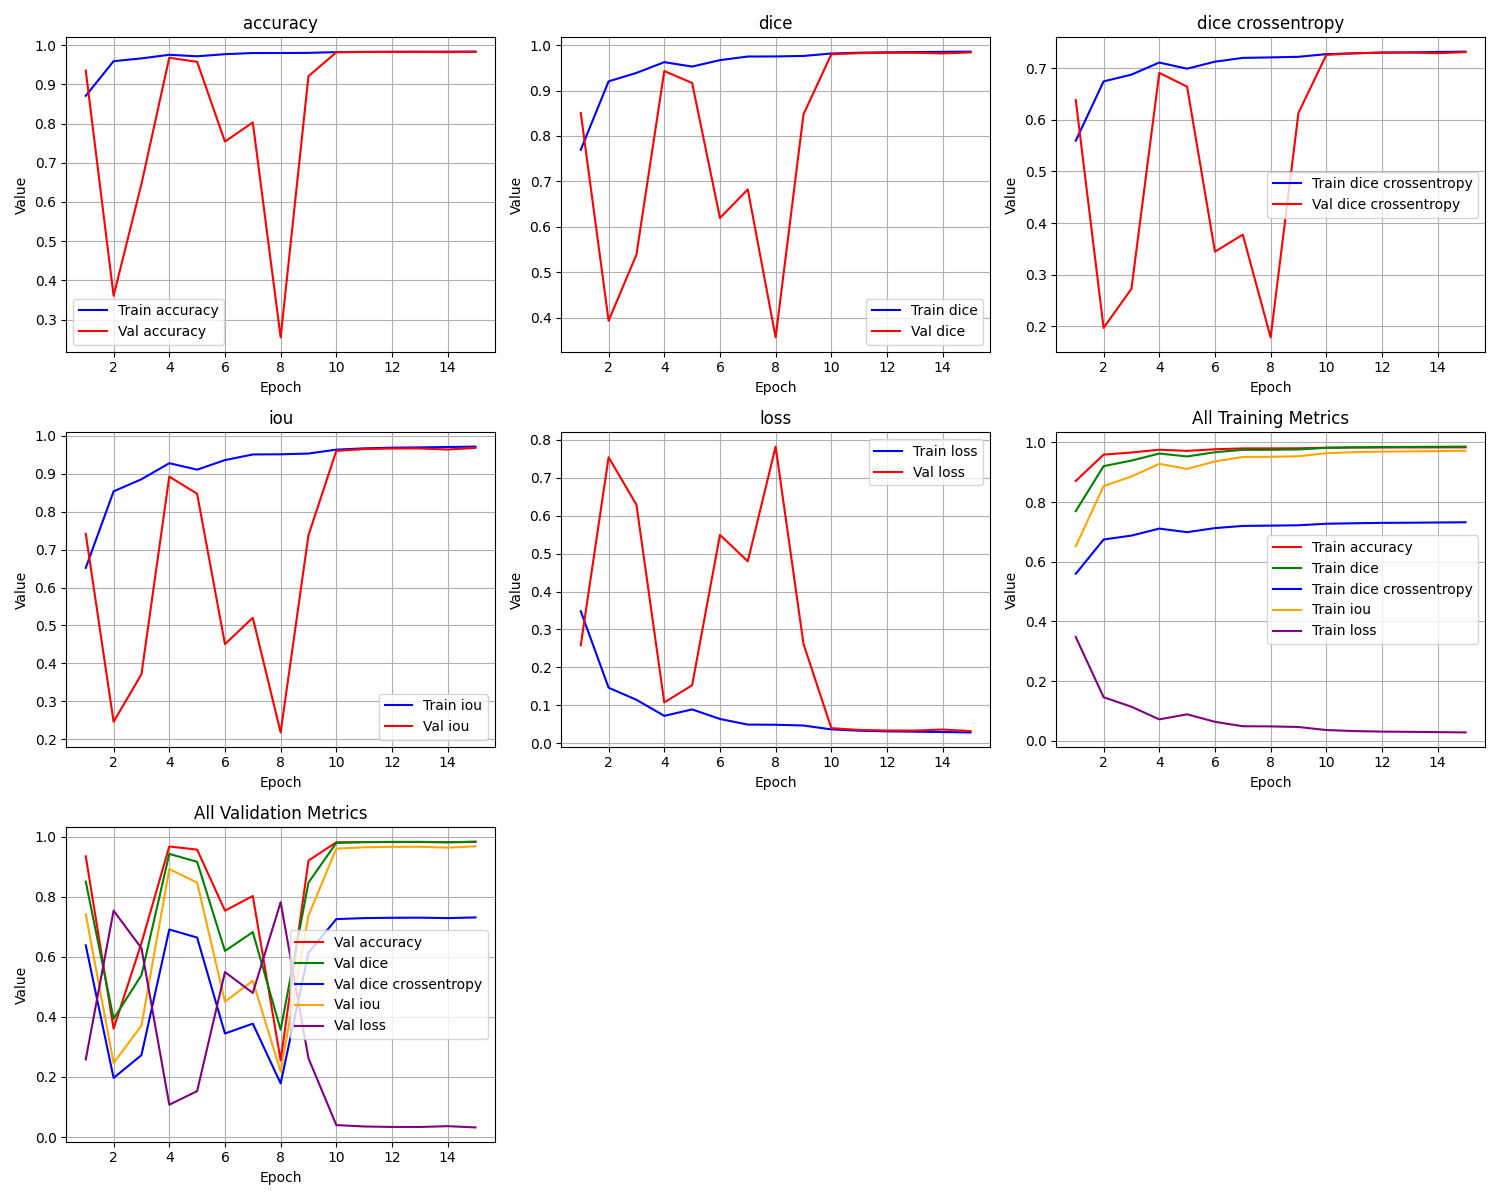 accuracy
1.0
0.9
0.8
0.7
0.6
0.5
0.4
0.3
Value
Train accuracy
Val accuracy
2 4 6 8 10 12 14
Epoch
dice
1.0
0.9
0.8
0.7
0.6
0.5
0.4
Value
Train dice
Val dice
2 4 6 8 10 12 14
Epoch
dice crossentropy
0.7
0.6
0.5
0.4
0.3
0.2
Value
Train dice crossentropy
Val dice crossentropy
2 4 6 8 10 12 14
Epoch
iou
1.0
0.9
0.8
0.7
0.6
0.5
0.4
0.3
0.2
Value
Train iou
Val iou
2 4 6 8 10 12 14
Epoch
loss
0.8
0.7
0.6
0.5
0.4
0.3
0.2
0.1
0.0
Value
Train loss
Val loss
2 4 6 8 10 12 14
Epoch
All Training Metrics
1.0
0.8
0.6
0.4
0.2
0.0
Value
Train accuracy
Train dice
Train dice crossentropy
Train iou
Train loss
2 4 6 8 10 12 14
Epoch
All Validation Metrics
1.0
0.8
0.6
0.4
0.2
0.0
Value
Val accuracy
Val dice
Val dice crossentropy
Val iou
Val loss
2 4 6 8 10 12 14
Epoch